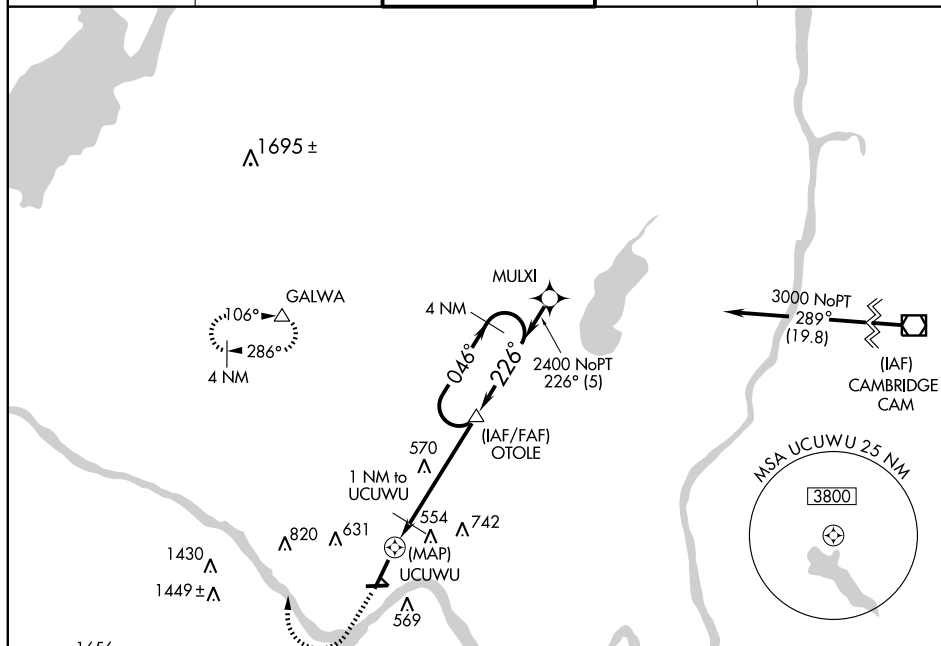 1695 ±
MULXI
GALWA
106°
286°
4 NM
4 NM
046°
226°
2400 NoPT
226° (5)
3000 NoPT
289°
(19.8)
(IAF)
CAMBRIDGE
CAM
(IAF/FAF)
OTOLE
570
1 NM to
UCUWU
554
742
631
820
(MAP)
UCUWU
1430
1449 ±
569
MSA UCUWU 25 NM
3800